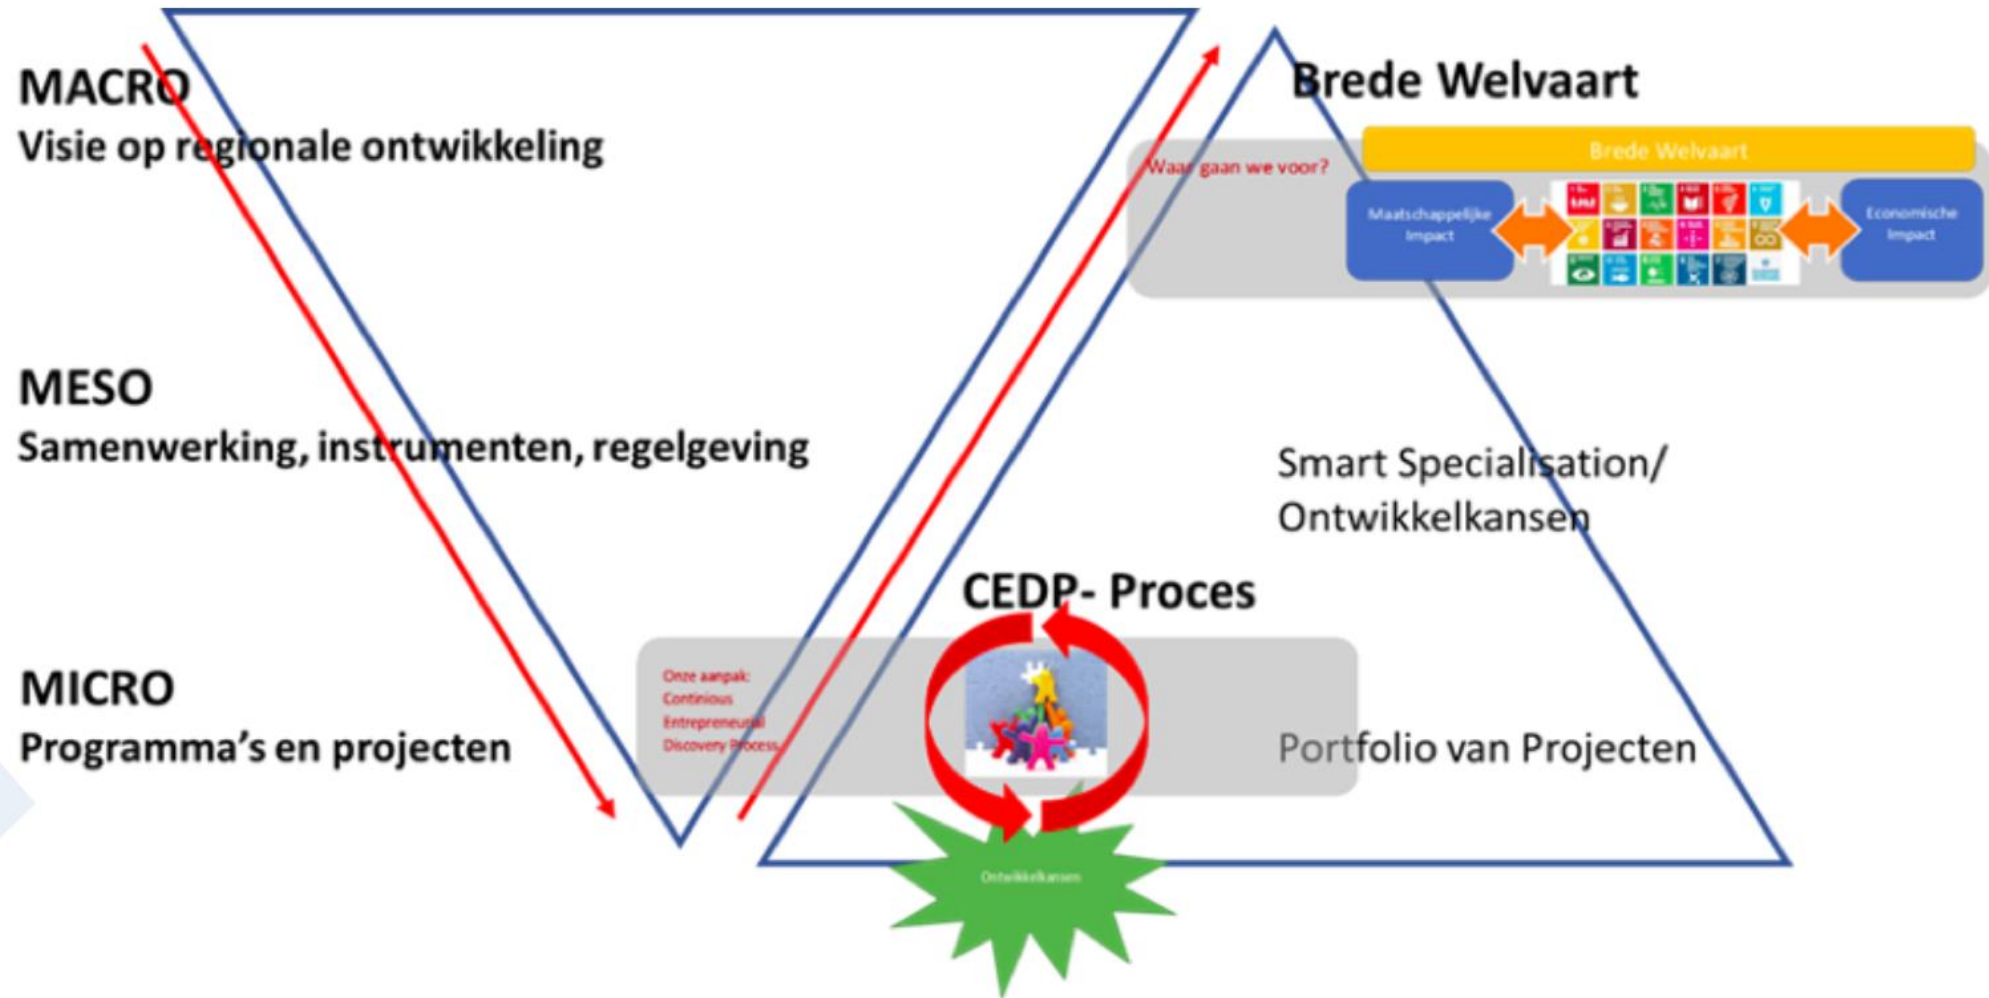 MACRO
Visie op regionale ontwikkeling
Brede Welvaart
Brede Welvaart
Waar gaan we voor?
Maatschappelijke
Impact
Economische
Impact
MESO
Samenwerking, instrumenten, regelgeving
Smart Specialisation/
Ontwikkelkansen
CEDP- Proces
Onze aanpak:
Continious
Entrepreneurial
Discovery Process
MICRO
Programma's en projecten
Portfolio van Projecten
Ontwikkelkansen